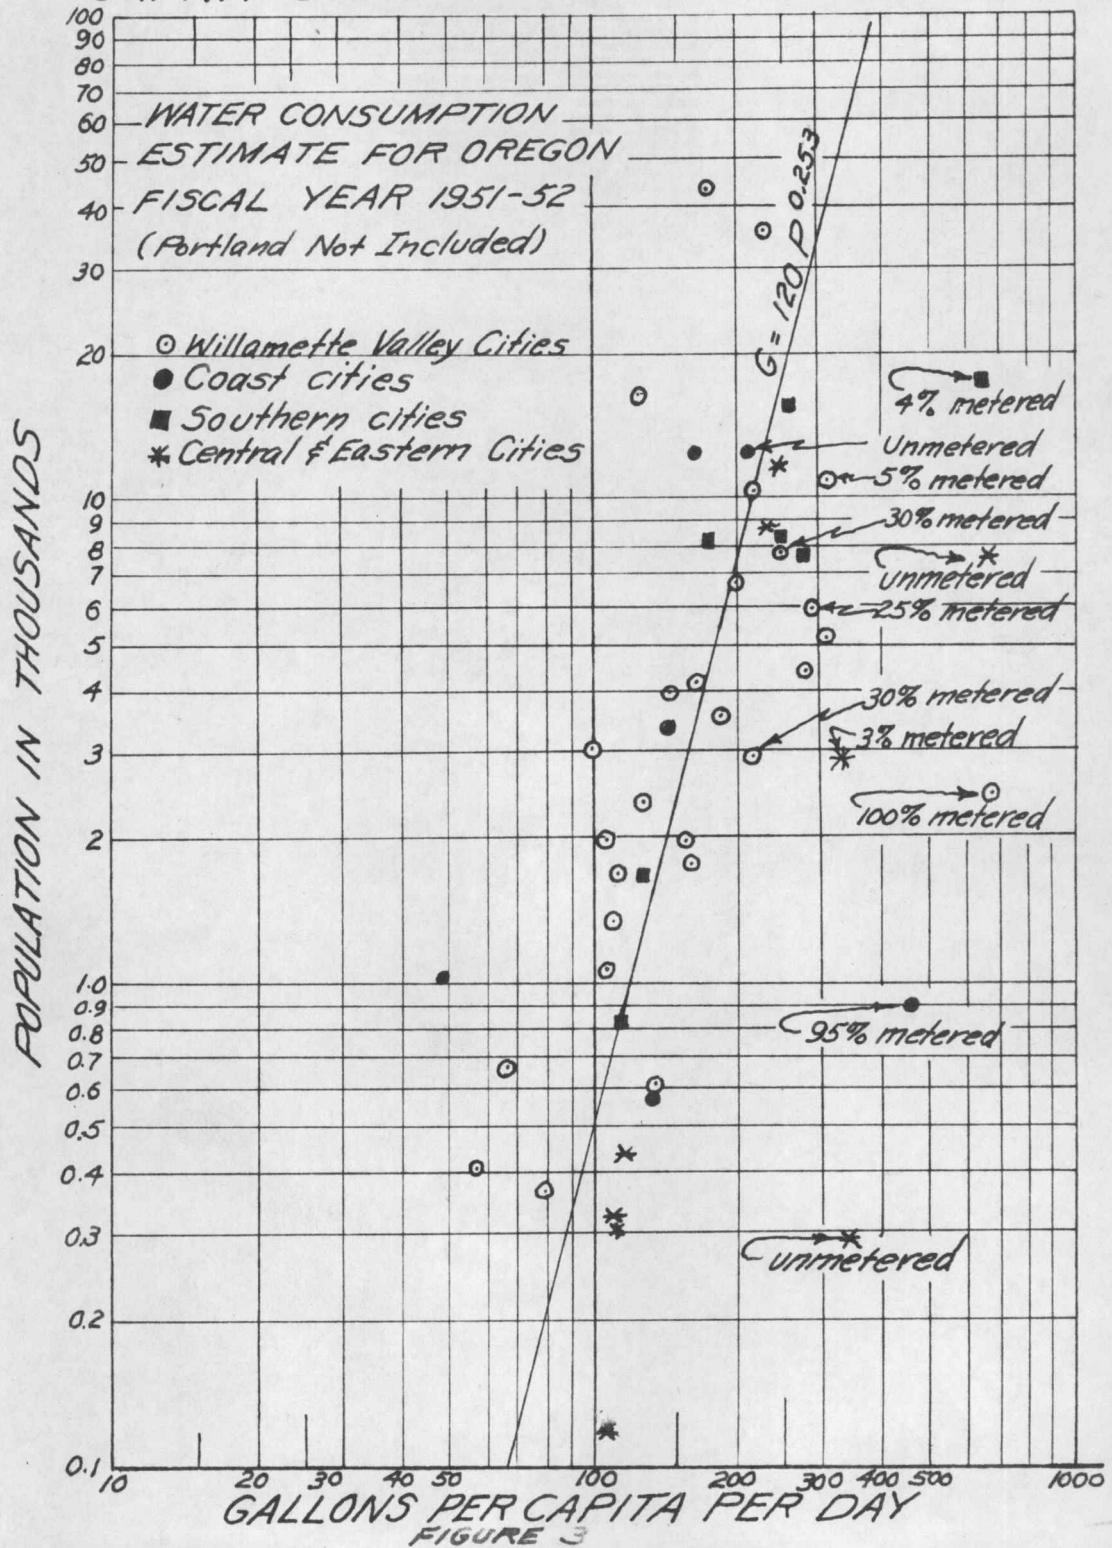 100
90
80
70
60
50
40
30
20
10
9
8
7
6
5
4
3
2
1.0
0.9
0.8
0.7
0.6
0.5
0.4
0.3
0.2
0.1
WATER CONSUMPTION
ESTIMATE FOR OREGON
FISCAL YEAR 1951-52
(Portland Not Included)
Willamette Valley Cities
Coast cities
Southern cities
Central & Eastern Cities
G = 120 P 0.253
4% metered
Unmetered
5% metered
30% metered
unmetered
25% metered
30% metered
3% metered
100% metered
95% metered
unmetered
POPULATION IN THOUSANDS
10 20 30 40 50 100 200 300 400 500 1000
GALLONS PER CAPITA PER DAY
FIGURE 3